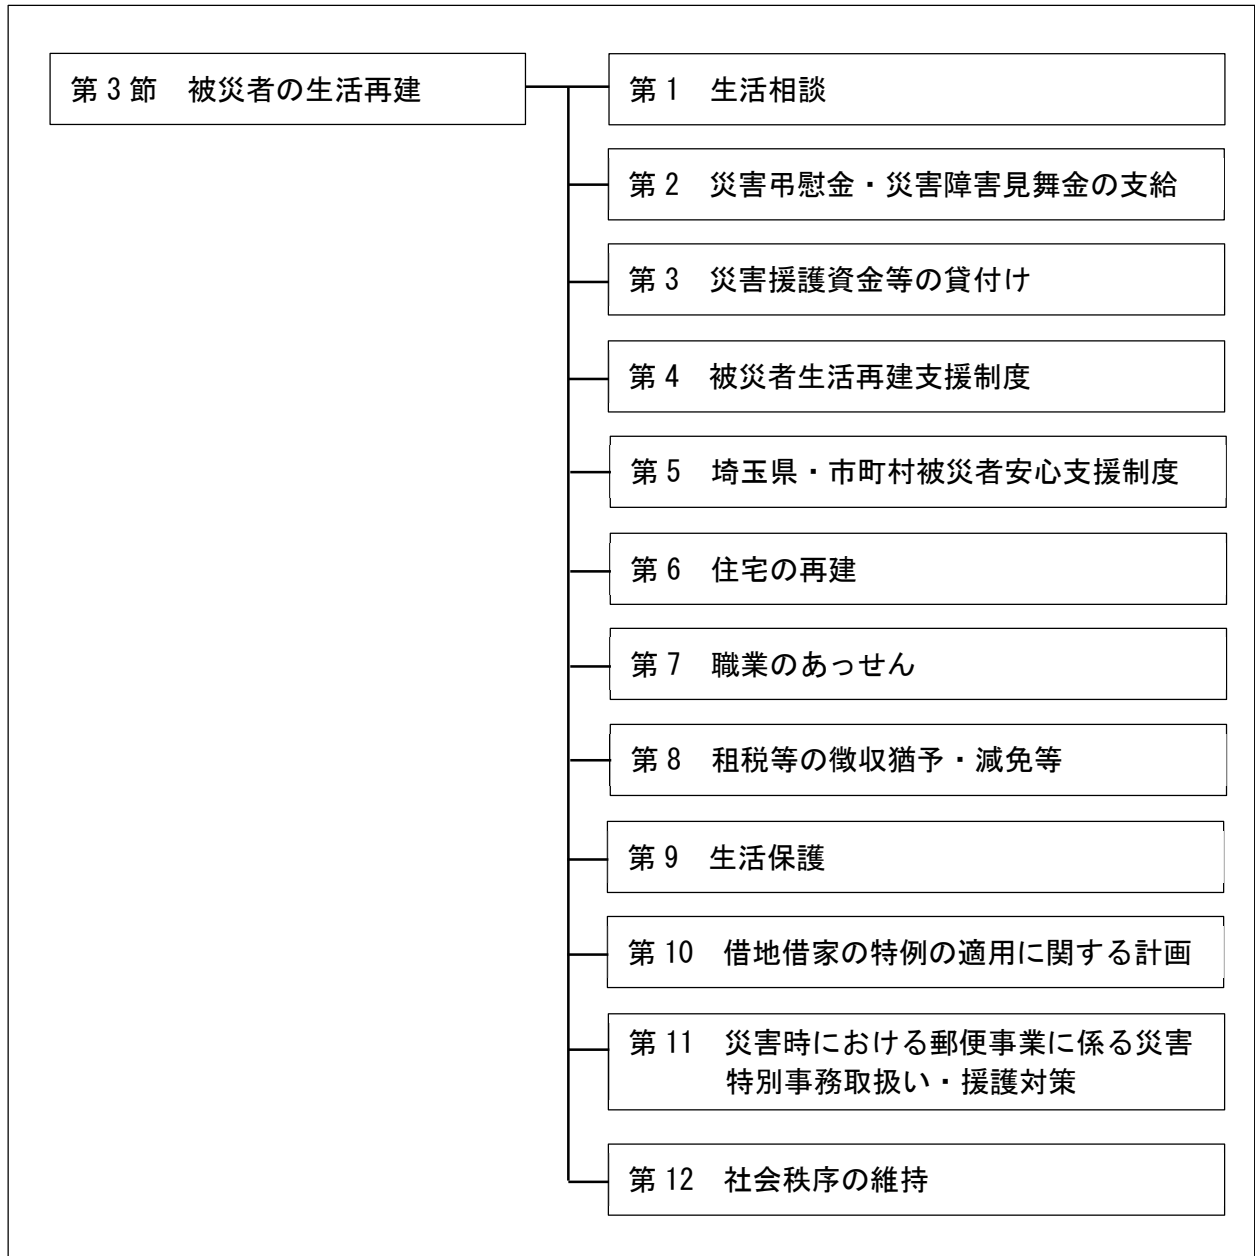 第3節　被災者の生活再建
第1　生活相談
第2　災害弔慰金・災害障害見舞金の支給
第3　災害援護資金等の貸付け
第4　被災者生活再建支援制度
第5　埼玉県・市町村被災者安心支援制度
第6　住宅の再建
第7　職業のあっせん
第8　租税等の徴収猶予・減免等
第9　生活保護
第10　借地借家の特例の適用に関する計画
第11　災害時における郵便事業に係る災害
特別事務取扱い・援護対策
第12　社会秩序の維持